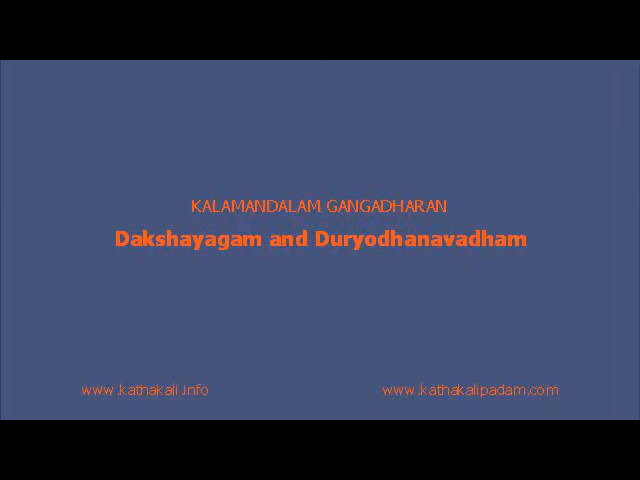 KALAMANDALAM GANGADHARAN
Dakshayagam and Duryodhanavadham
www.kathakali.info www.kathakalipadam.com